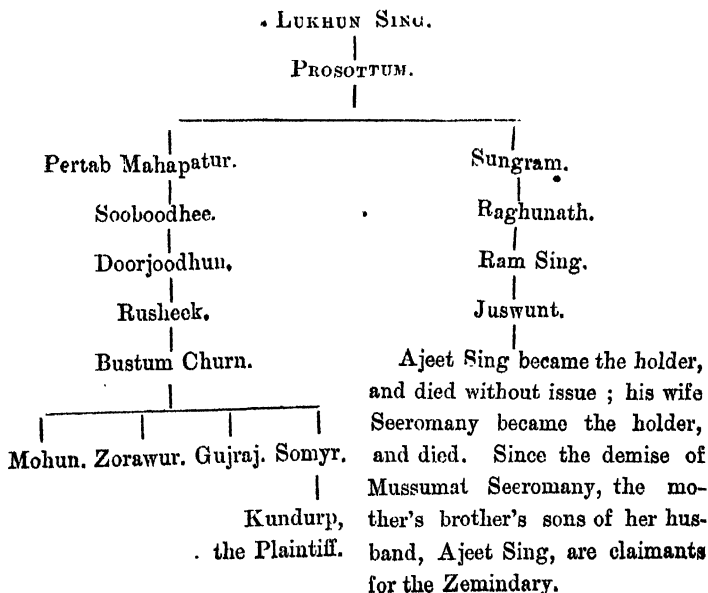 LUKHUN SING.
PROSOTTUM.
Pertab Mahapatur.
Sooboodhee.
Doorjoodhun.
Rusheek.
Bustum Churn.
Mohun. Zorawur. Gujraj. Somyr.
Kundurp,
the Plaintiff.
Sungram.
Raghunath.
Ram Sing.
Juswunt.
Ajeet Sing became the holder,
and died without issue ; his wife
Seeromany became the holder,
and died. Since the demise of
Mussumat Seeromany, the mo-
ther's brother's sons of her hus-
band, Ajeet Sing, are claimants
for the Zemindary.